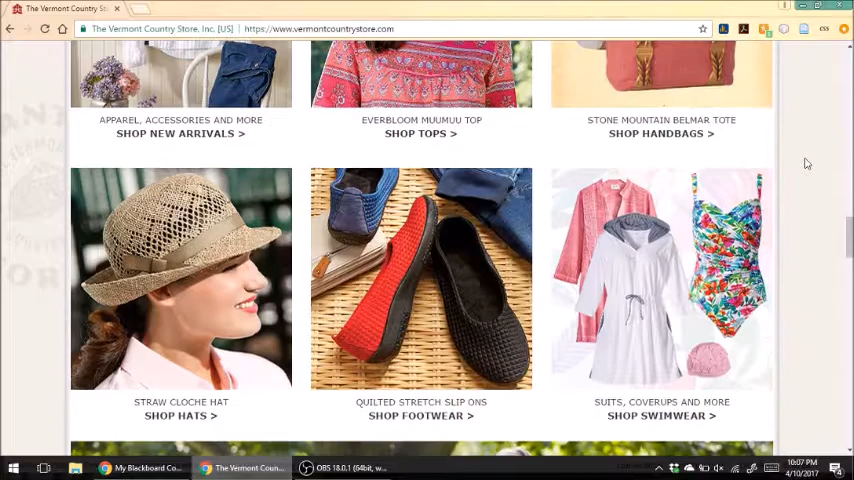 The Vermont Country Sto
The Vermont Country Store, Inc. [US]
https://www.vermontcountrystore.com
CSS
APPAREL, ACCESSORIES AND MORE
SHOP NEW ARRIVALS >
EVERBLOOM MUUMUU TOP
SHOP TOPS >
STONE MOUNTAIN BELMAR TOTE
SHOP HANDBAGS >
STRAW CLOCHE HAT
SHOP HATS >
QUILTED STRETCH SLIP ONS
SHOP FOOTWEAR >
SUITS, COVERUPS AND MORE
SHOP SWIMWEAR >
My Blackboard Co...
The Vermont Coun...
OBS 18.0.1 (64bit, w...
10:07 PM
4/10/2017